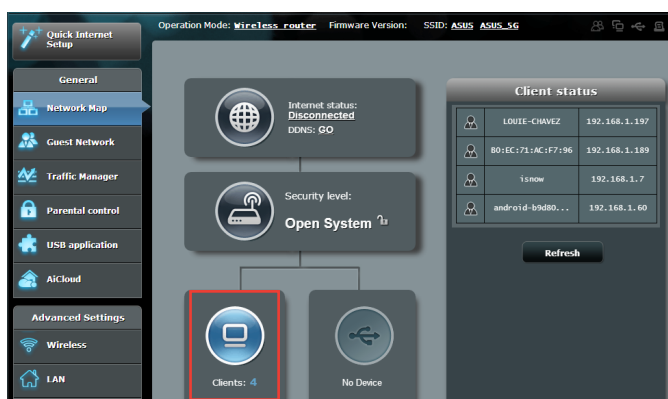 Operation Mode: Wireless router Firmware Version: SSID: ASUS ASUS_5G
Quick Internet
Setup
General
Network Map
Guest Network
Traffic Manager
Parental control
USB application
AiCloud
Advanced Settings
Wireless
LAN
Internet status:
Disconnected
DDNS: GO
Security level:
Open System
Clients: 4
No Device
Client status
LOUIE-CHAVEZ 192.168.1.197
B0:EC:71:AC:F7:96 192.168.1.189
isnow 192.168.1.7
android-b9d80... 192.168.1.60
Refresh